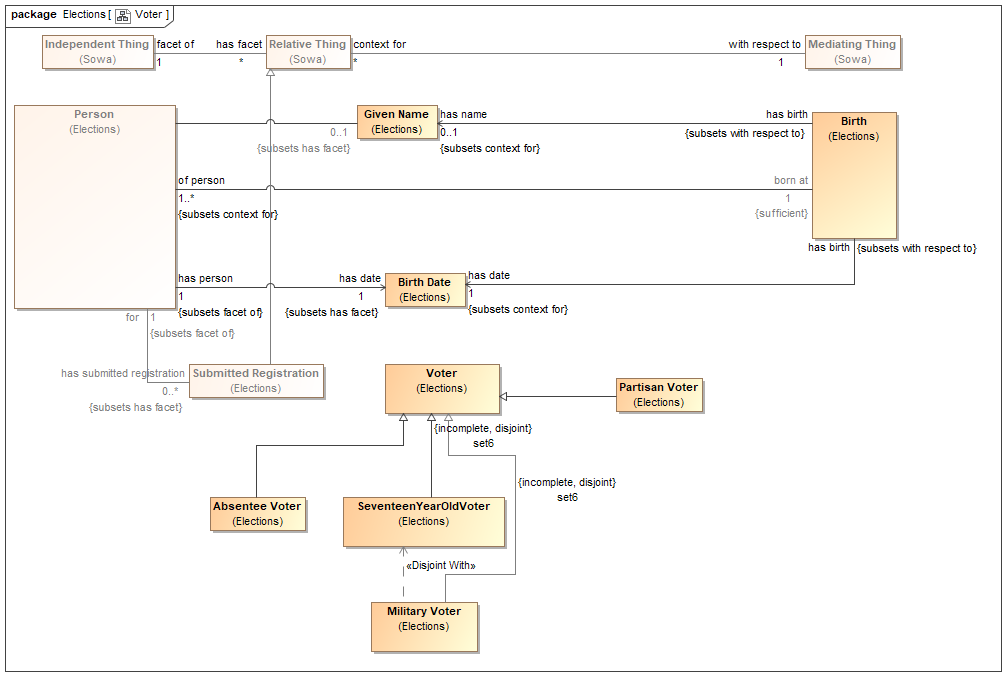 package Elections [ Voter ]
Independent Thing
(Sowa)
facet of
1
has facet
*
Relative Thing
(Sowa)
context for
*
with respect to
1
Mediating Thing
(Sowa)
Person
(Elections)
0..1
{subsets has facet}
Given Name
(Elections)
has name
0..1
{subsets context for}
has birth
{subsets with respect to}
Birth
(Elections)
of person
1..*
{subsets context for}
born at
1
{sufficient}
has birth
{subsets with respect to}
has person
1
{subsets facet of}
has date
1
{subsets has facet}
Birth Date
(Elections)
has date
1
{subsets context for}
for
1
{subsets facet of}
has submitted registration
0..*
{subsets has facet}
Submitted Registration
(Elections)
Voter
(Elections)
Partisan Voter
(Elections)
{incomplete, disjoint}
set6
{incomplete, disjoint}
set6
Absentee Voter
(Elections)
SeventeenYearOldVoter
(Elections)
«Disjoint With»
Military Voter
(Elections)